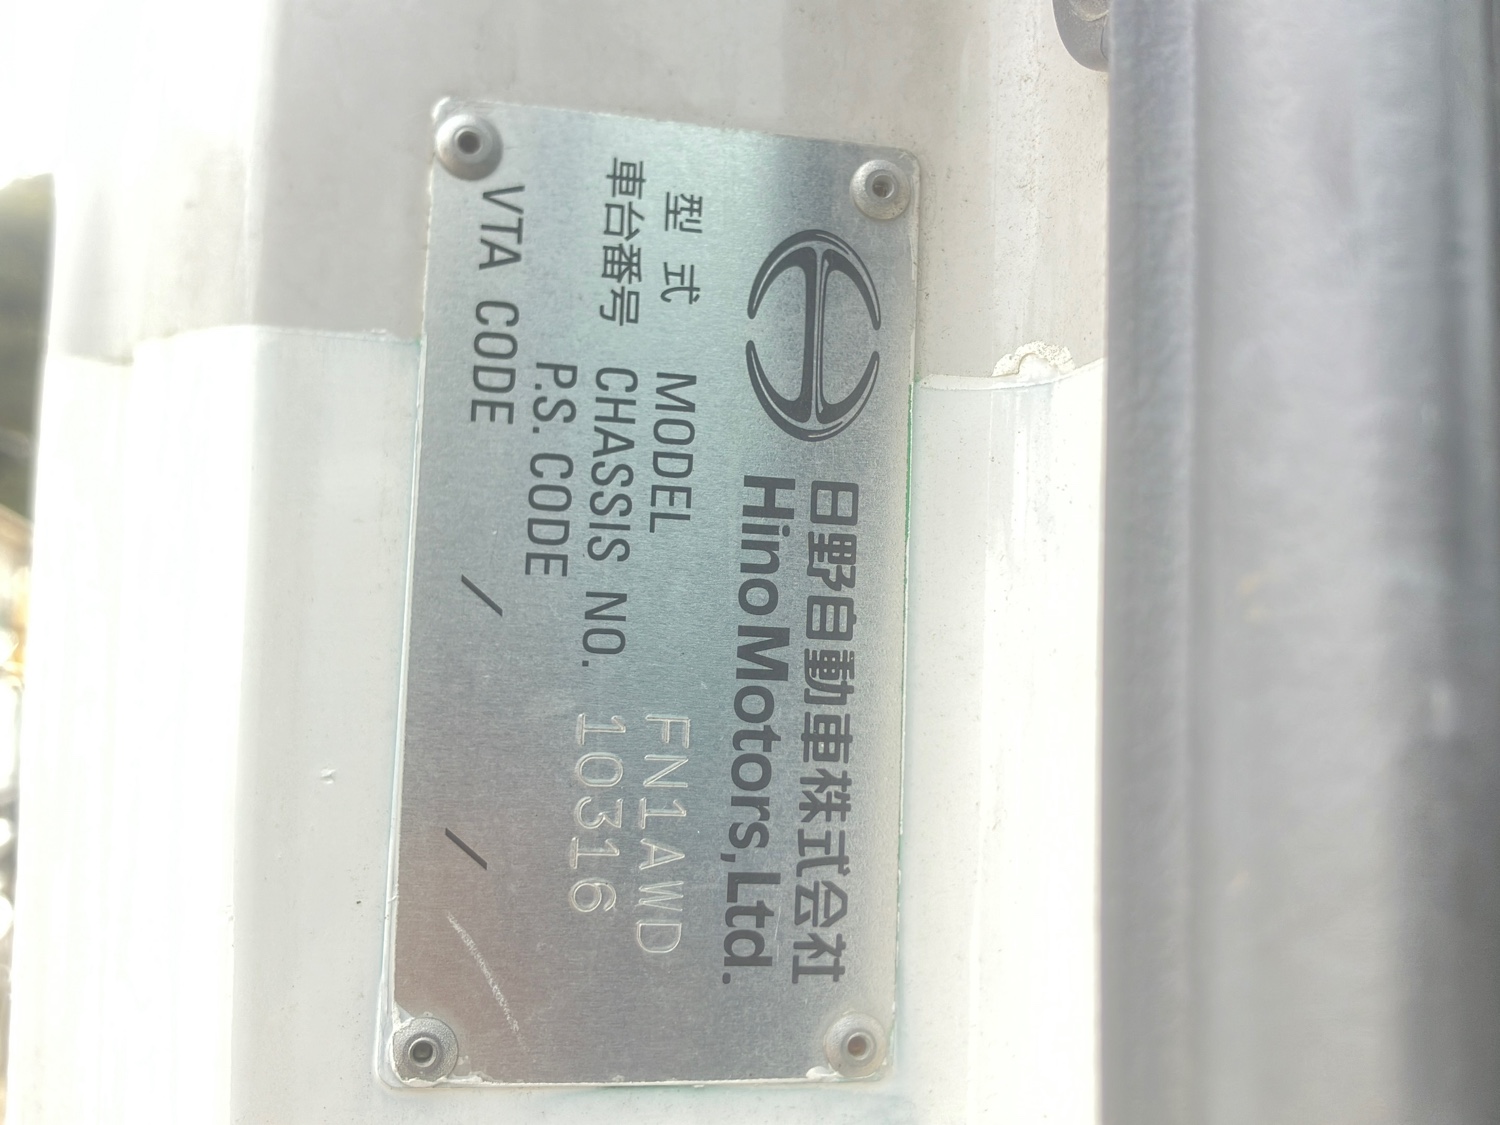 日野自動車株式会社
Hino Motors, Ltd.
型式 MODEL FN1AWD
車台番号 CHASSIS NO. 10316
P.S. CODE
VTA CODE / /